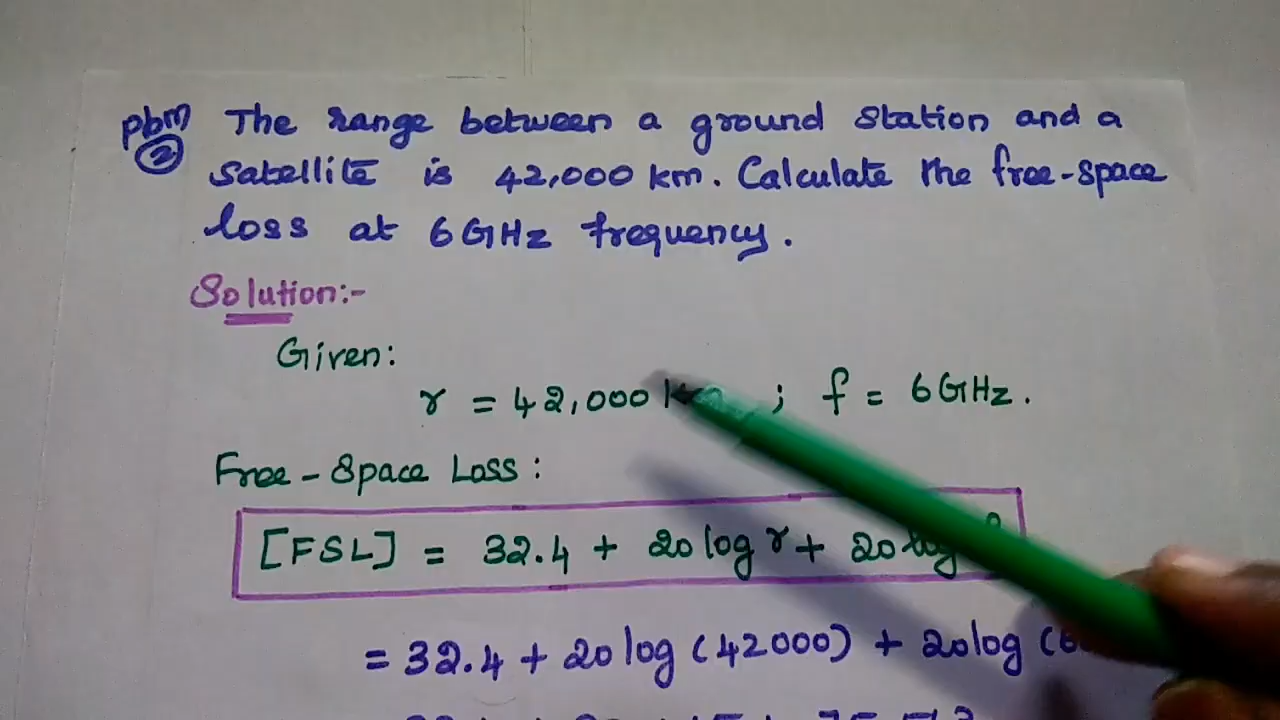 pbm The range between a ground station and a
② satellite is 42,000 km. Calculate the free-space
loss at 6 GHz frequency.
Solution:-
Given:
r = 42,000 ; f = 6 GHz.
Free-Space Loss:
[FSL] = 32.4 + 20 log r + 20
= 32.4 + 20 log (42000) + 20 log (